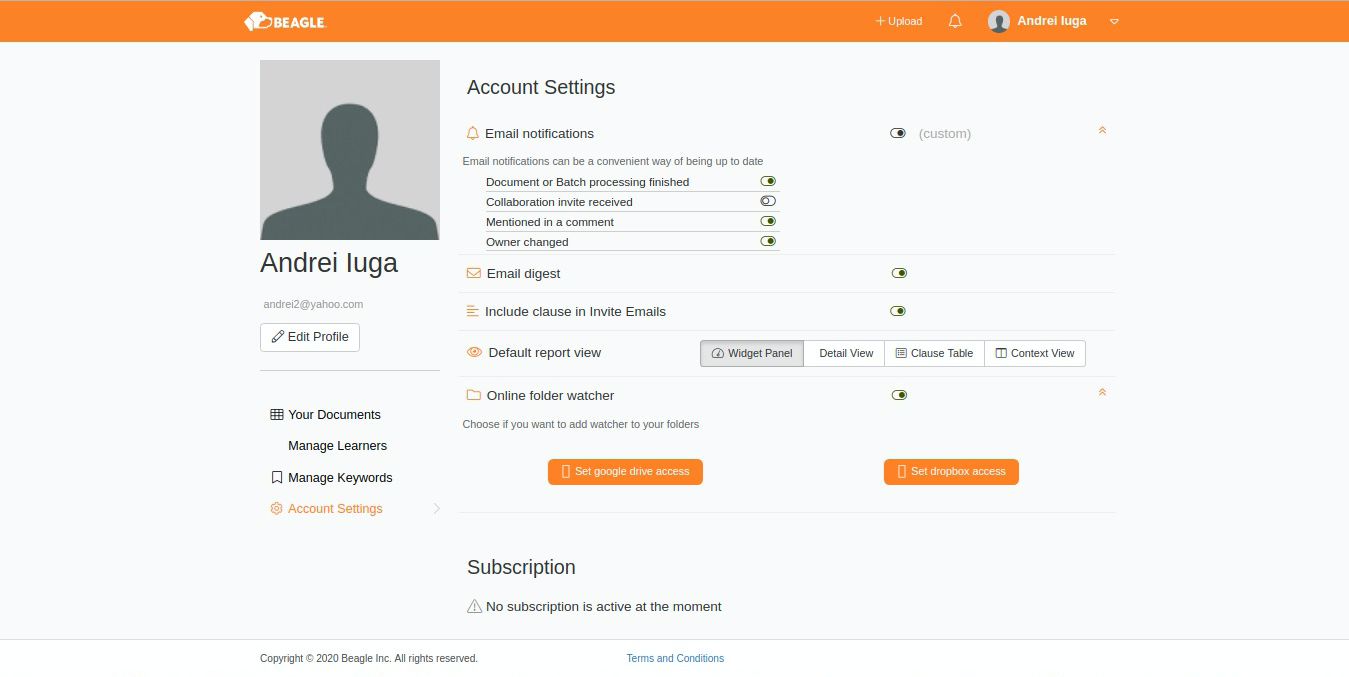 BEAGLE
Upload
Andrei Iuga
Andrei Iuga
andrei2@yahoo.com
Edit Profile
Your Documents
Manage Learners
Manage Keywords
Account Settings
Account Settings
Email notifications (custom)
Email notifications can be a convenient way of being up to date
Document or Batch processing finished
Collaboration invite received
Mentioned in a comment
Owner changed
Email digest
Include clause in Invite Emails
Default report view Widget Panel Detail View Clause Table Context View
Online folder watcher
Choose if you want to add watcher to your folders
Set google drive access Set dropbox access
Subscription
No subscription is active at the moment
Copyright © 2020 Beagle Inc. All rights reserved. Terms and Conditions